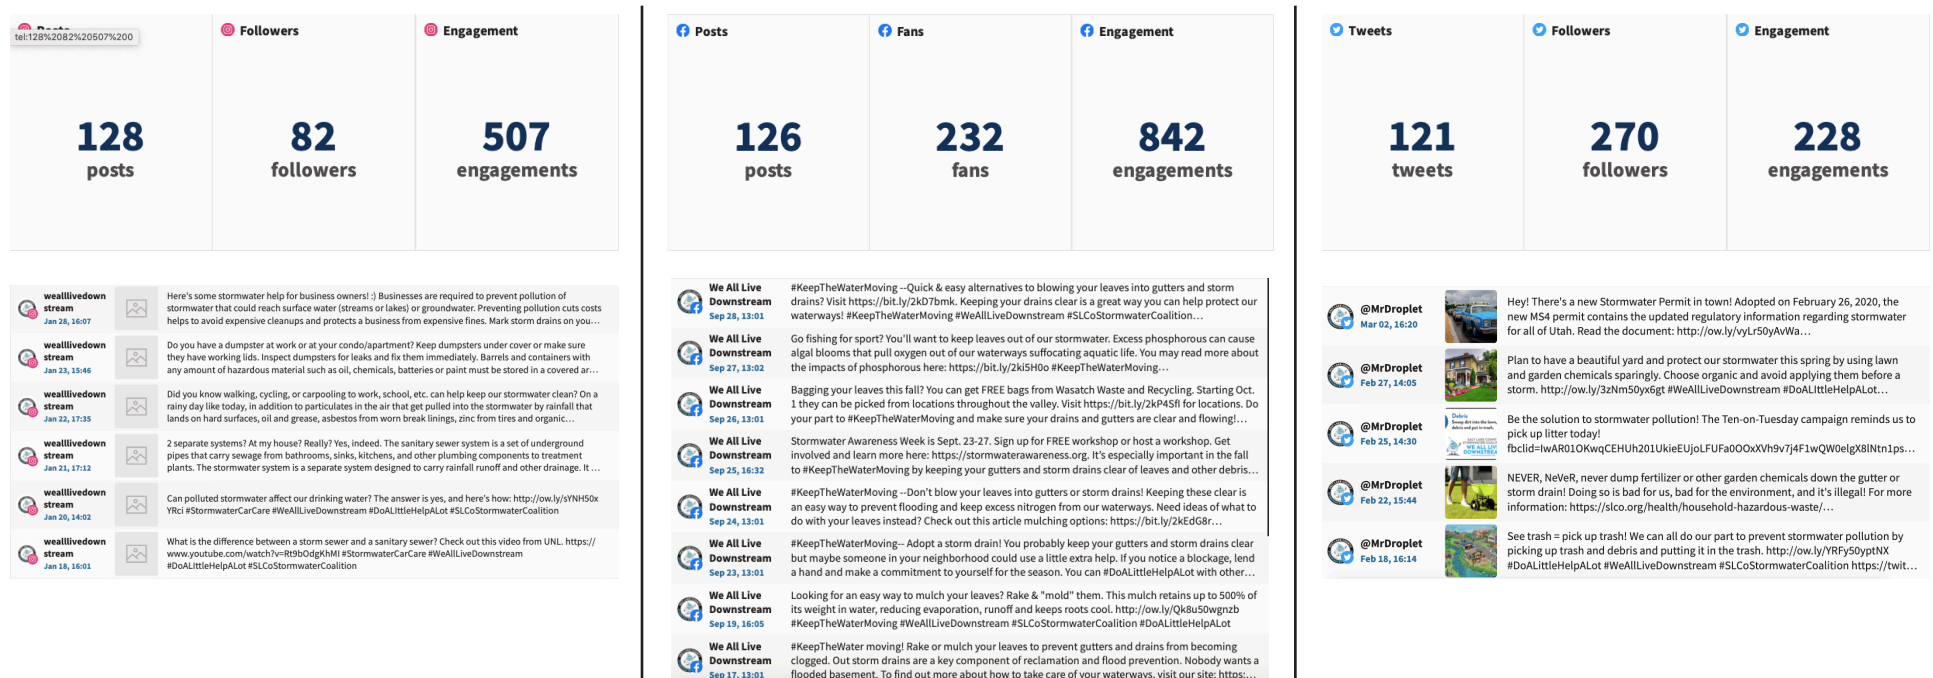 Posts
tel:128%2082%20507%200
Followers
Engagement
128
posts
82
followers
507
engagements
wealllivedown
stream
Jan 28, 16:07
Here's some stormwater help for business owners! :) Businesses are required to prevent pollution of
stormwater that could reach surface water (streams or lakes) or groundwater. Preventing pollution cuts costs
helps to avoid expensive cleanups and protects a business from expensive fines. Mark storm drains on you…
wealllivedown
stream
Jan 23, 15:46
Do you have a dumpster at work or at your condo/apartment? Keep dumpsters under cover or make sure
they have working lids. Inspect dumpsters for leaks and fix them immediately. Barrels and containers with
any amount of hazardous material such as oil, chemicals, batteries or paint must be stored in a covered ar…
wealllivedown
stream
Jan 22, 17:35
Did you know walking, cycling, or carpooling to work, school, etc. can help keep our stormwater clean? On a
rainy day like today, in addition to particulates in the air that get pulled into the stormwater by rainfall that
lands on hard surfaces, oil and grease, asbestos from worn break linings, zinc from tires and organic…
wealllivedown
stream
Jan 21, 17:12
2 separate systems? At my house? Really? Yes, indeed. The sanitary sewer system is a set of underground
pipes that carry sewage from bathrooms, sinks, kitchens, and other plumbing components to treatment
plants. The stormwater system is a separate system designed to carry rainfall runoff and other drainage. It …
wealllivedown
stream
Jan 20, 14:02
Can polluted stormwater affect our drinking water? The answer is yes, and here's how: http://ow.ly/sYNH50x
YRci #StormwaterCarCare #WeAllLiveDownstream #DoALittleHelpALot #SLCoStormwaterCoalition
wealllivedown
stream
Jan 18, 16:01
What is the difference between a storm sewer and a sanitary sewer? Check out this video from UNL. https://
www.youtube.com/watch?v=Rt9bOdgKhMI #StormwaterCarCare #WeAllLiveDownstream
#DoALittleHelpALot #SLCoStormwaterCoalition
Posts
Fans
Engagement
126
posts
232
fans
842
engagements
We All Live
Downstream
Sep 28, 13:01
#KeepTheWaterMoving --Quick & easy alternatives to blowing your leaves into gutters and storm
drains? Visit https://bit.ly/2kD7bmk. Keeping your drains clear is a great way you can help protect our
waterways! #KeepTheWaterMoving #WeAllLiveDownstream #SLCoStormwaterCoalition…
We All Live
Downstream
Sep 27, 13:02
Go fishing for sport? You'll want to keep leaves out of our stormwater. Excess phosphorous can cause
algal blooms that pull oxygen out of our waterways suffocating aquatic life. You may read more about
the impacts of phosphorous here: https://bit.ly/2ki5H0o #KeepTheWaterMoving…
We All Live
Downstream
Sep 26, 13:01
Bagging your leaves this fall? You can get FREE bags from Wasatch Waste and Recycling. Starting Oct.
1 they can be picked from locations throughout the valley. Visit https://bit.ly/2kP4Sfl for locations. Do
your part to #KeepTheWaterMoving and make sure your drains and gutters are clear and flowing!…
We All Live
Downstream
Sep 25, 16:32
Stormwater Awareness Week is Sept. 23-27. Sign up for FREE workshop or host a workshop. Get
involved and learn more here: https://stormwaterawareness.org. It's especially important in the fall
to #KeepTheWaterMoving by keeping your gutters and storm drains clear of leaves and other debris…
We All Live
Downstream
Sep 24, 13:01
#KeepTheWaterMoving --Don't blow your leaves into gutters or storm drains! Keeping these clear is
an easy way to prevent flooding and keep excess nitrogen from our waterways. Need ideas of what to
do with your leaves instead? Check out this article mulching options: https://bit.ly/2kEdG8r…
We All Live
Downstream
Sep 23, 13:01
#KeepTheWaterMoving-- Adopt a storm drain! You probably keep your gutters and storm drains clear
but maybe someone in your neighborhood could use a little extra help. If you notice a blockage, lend
a hand and make a commitment to yourself for the season. You can #DoALittleHelpALot with other…
We All Live
Downstream
Sep 19, 16:05
Looking for an easy way to mulch your leaves? Rake & "mold" them. This mulch retains up to 500% of
its weight in water, reducing evaporation, runoff and keeps roots cool. http://ow.ly/Qk8u50wgnzb
#KeepTheWaterMoving #WeAllLiveDownstream #SLCoStormwaterCoalition #DoALittleHelpALot
We All Live
Downstream
Sep 17, 13:01
#KeepTheWater moving! Rake or mulch your leaves to prevent gutters and drains from becoming
clogged. Out storm drains are a key component of reclamation and flood prevention. Nobody wants a
flooded basement. To find out more about how to take care of your waterways, visit our site: https:…
Tweets
Followers
Engagement
121
tweets
270
followers
228
engagements
@MrDroplet
Mar 02, 16:20
Hey! There's a new Stormwater Permit in town! Adopted on February 26, 2020, the
new MS4 permit contains the updated regulatory information regarding stormwater
for all of Utah. Read the document: http://ow.ly/vyLr50yAvWa…
@MrDroplet
Feb 27, 14:05
Plan to have a beautiful yard and protect our stormwater this spring by using lawn
and garden chemicals sparingly. Choose organic and avoid applying them before a
storm. http://ow.ly/3zNm50yx6gt #WeAllLiveDownstream #DoALittleHelpALot…
@MrDroplet
Feb 25, 14:30
Debris
Be the solution to stormwater pollution! The Ten-on-Tuesday campaign reminds us to
pick up litter today!
fbclid=IwAR01OKwqCEHUh201UkieEUjoLFUFa0OOxXVh9v7j4F1wQW0elgX8lNtn1ps…
@MrDroplet
Feb 22, 15:44
NEVER, NeVeR, never dump fertilizer or other garden chemicals down the gutter or
storm drain! Doing so is bad for us, bad for the environment, and it's illegal! For more
information: https://slco.org/health/household-hazardous-waste/…
@MrDroplet
Feb 18, 16:14
See trash = pick up trash! We can all do our part to prevent stormwater pollution by
picking up trash and debris and putting it in the trash. http://ow.ly/YRFy50yptNX
#DoALittleHelpALot #WeAllLiveDownstream #SLCoStormwaterCoalition https://twit…